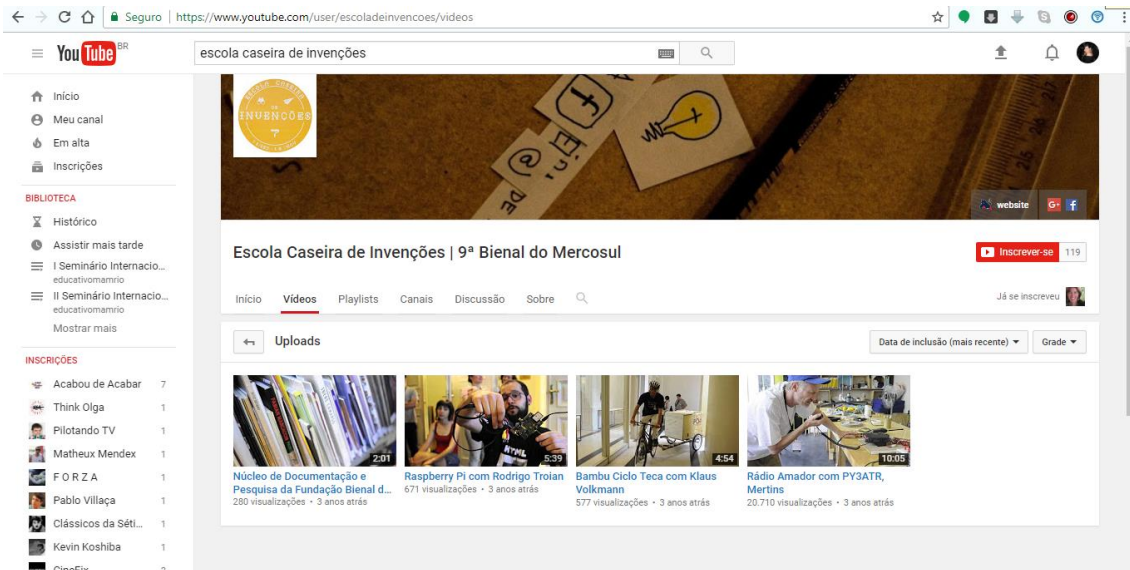 Seguro | https://www.youtube.com/user/escoladeinvencoes/videos
YouTube BR
escola caseira de invenções
Início
Meu canal
Em alta
Inscrições
BIBLIOTECA
Histórico
Assistir mais tarde
I Seminário Internacio...
educativomamrio
II Seminário Internacio...
educativomamrio
Mostrar mais
INSCRIÇÕES
Acabou de Acabar 7
Think Olga 1
Pilotando TV 1
Matheux Mendex 1
F O R Z A 1
Pablo Villaça 1
Clássicos da Séti... 1
Kevin Koshiba 1
INVENÇÕES
DE
website G+ f
Escola Caseira de Invenções | 9ª Bienal do Mercosul
Inscrever-se 119
Início Vídeos Playlists Canais Discussão Sobre
Já se inscreveu
Uploads
Data de inclusão (mais recente) Grade
2:01
Núcleo de Documentação e
Pesquisa da Fundação Bienal d...
280 visualizações • 3 anos atrás
HTML
5:39
Raspberry Pi com Rodrigo Troian
671 visualizações • 3 anos atrás
4:54
Bambu Ciclo Teca com Klaus
Volkmann
577 visualizações • 3 anos atrás
10:05
Rádio Amador com PY3ATR,
Mertins
20.710 visualizações • 3 anos atrás